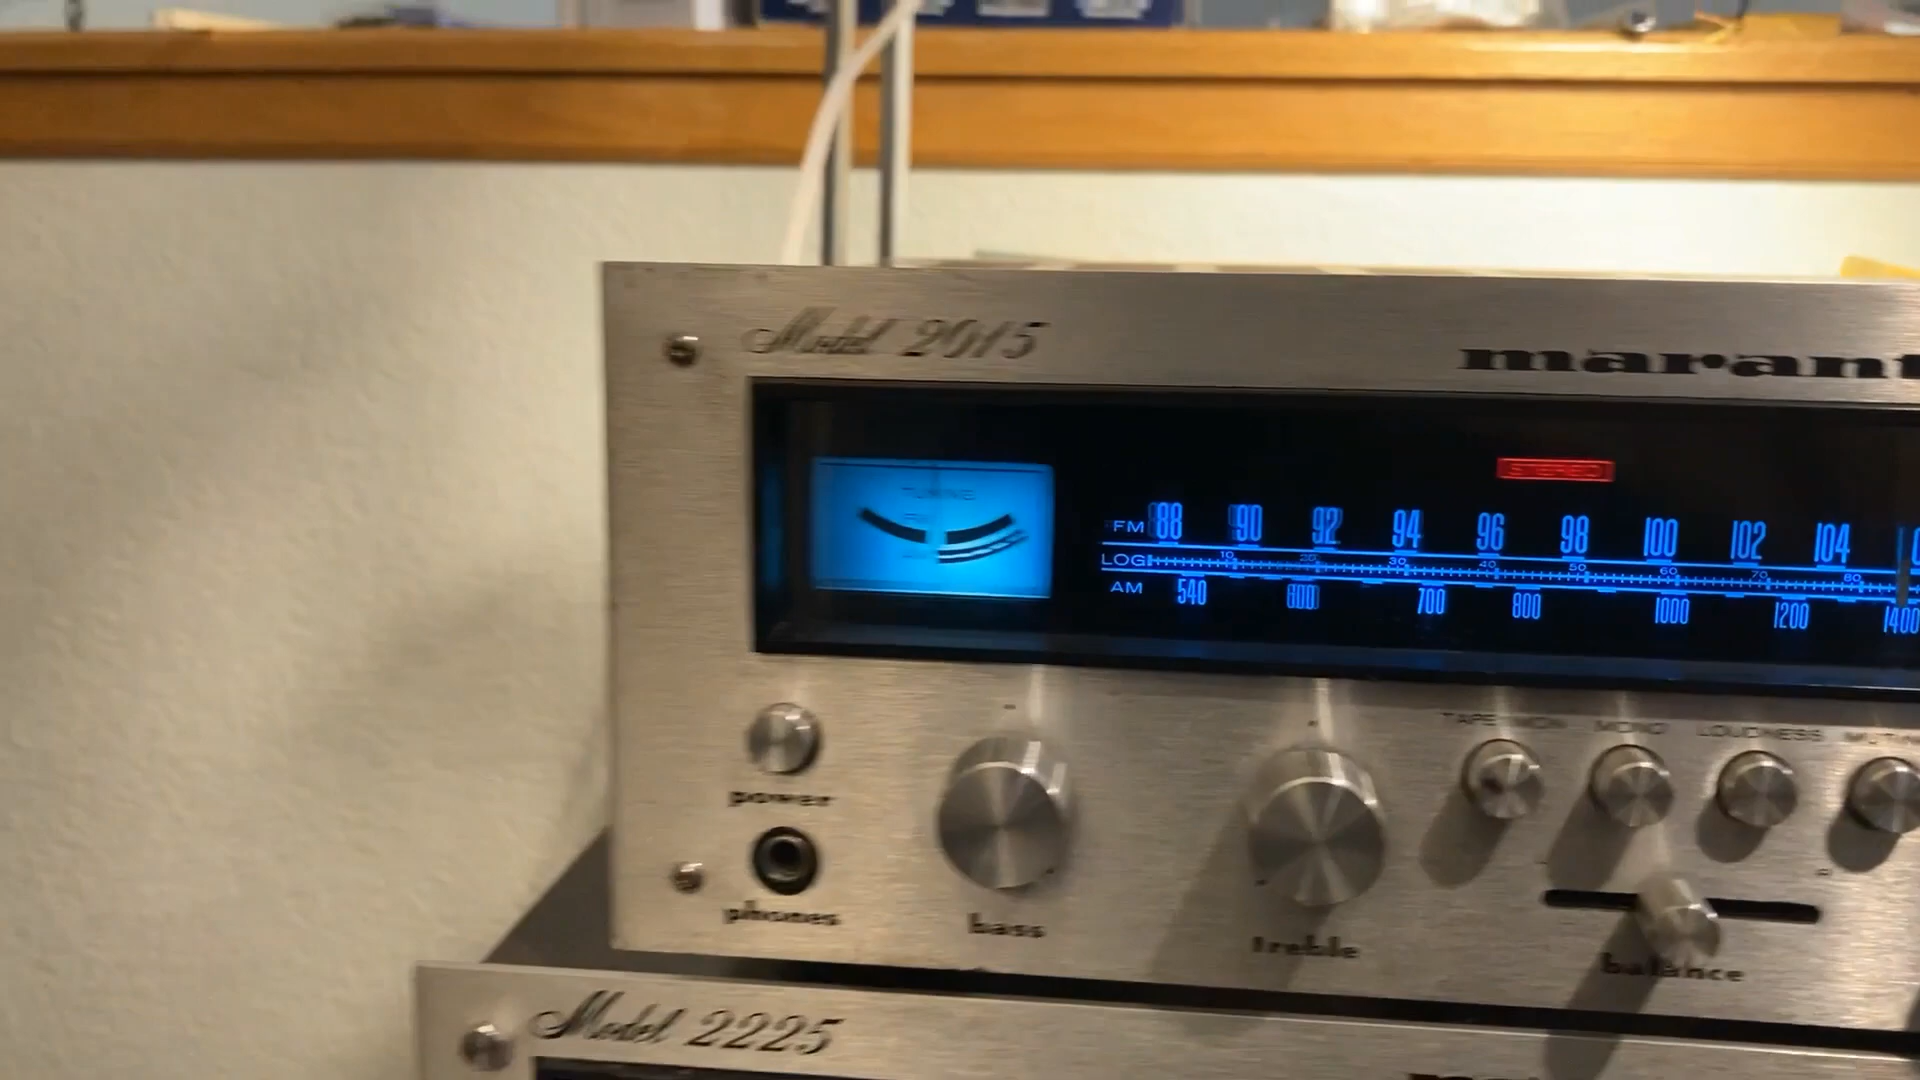 Model 2015
marant
TUNING
STEREO
FM 88 90 92 94 96 98 100 102 104
LOG 10 20 30 40 50 60 70 80
AM 540 600 700 800 1000 1200 1400
TAPE MON MONO LOUDNESS
power
phones
bass
treble
balance
Model 2225